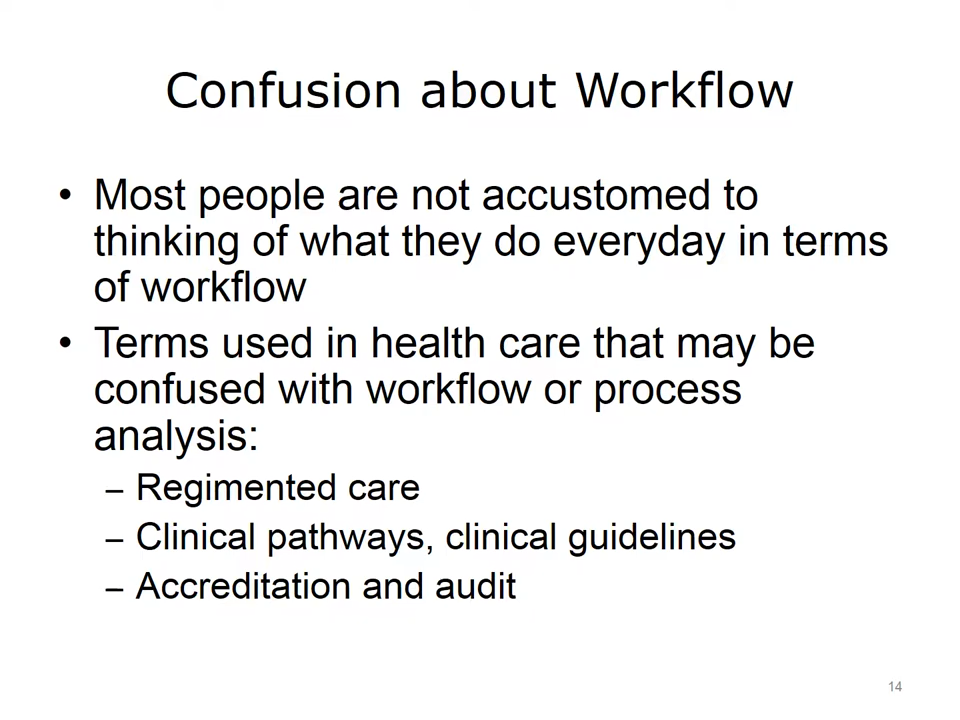 Confusion about Workflow
• Most people are not accustomed to
thinking of what they do everyday in terms
of workflow
• Terms used in health care that may be
confused with workflow or process
analysis:
– Regimented care
– Clinical pathways, clinical guidelines
– Accreditation and audit
14